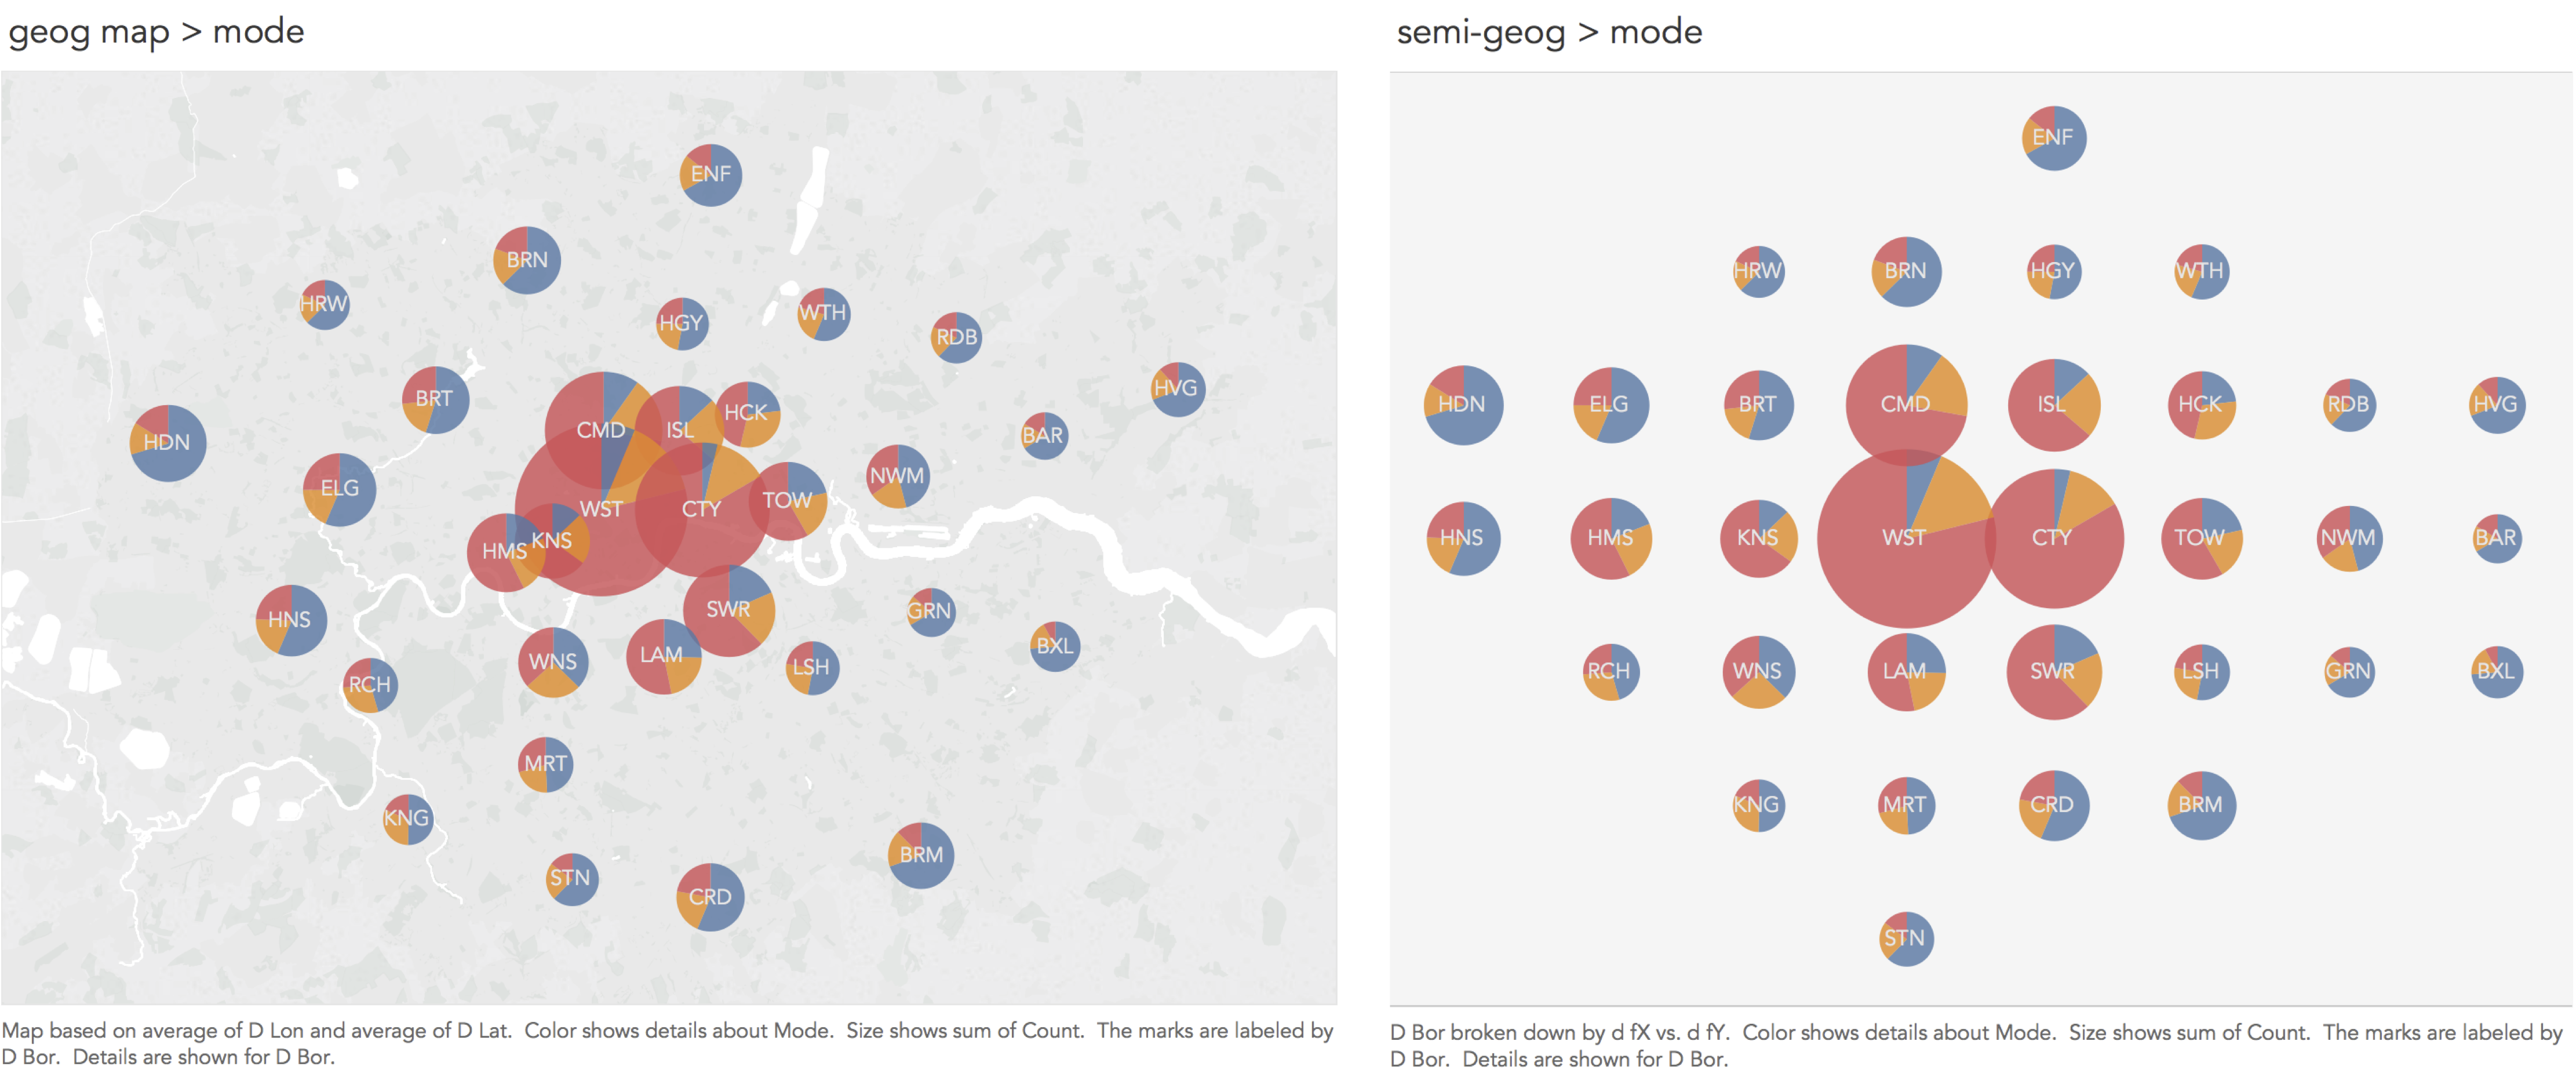 geog map > mode
ENF
BRN
HRW
HGY
WTH
RDB
HVG
BRT
HCK
CMD
ISL
BAR
HDN
NWM
ELG
TOW
WST
CTY
KNS
HMS
SWR
GRN
HNS
BXL
LAM
WNS
LSH
RCH
MRT
KNG
BRM
STN
CRD
Map based on average of D Lon and average of D Lat.  Color shows details about Mode.  Size shows sum of Count.  The marks are labeled by
D Bor.  Details are shown for D Bor.
semi-geog > mode
ENF
HRW BRN HGY WTH
HDN ELG BRT CMD ISL HCK RDB HVG
HNS HMS KNS WST CTY TOW NWM BAR
RCH WNS LAM SWR LSH GRN BXL
KNG MRT CRD BRM
STN
D Bor broken down by d fX vs. d fY.  Color shows details about Mode.  Size shows sum of Count.  The marks are labeled by
D Bor.  Details are shown for D Bor.